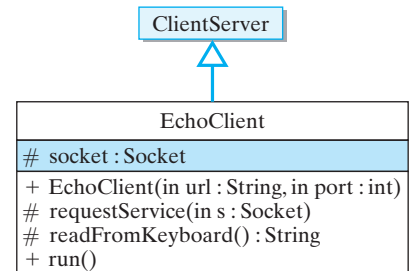 ClientServer
EchoClient
# socket : Socket
+ EchoClient(in url : String, in port : int)
# requestService(in s : Socket)
# readFromKeyboard() : String
+ run()